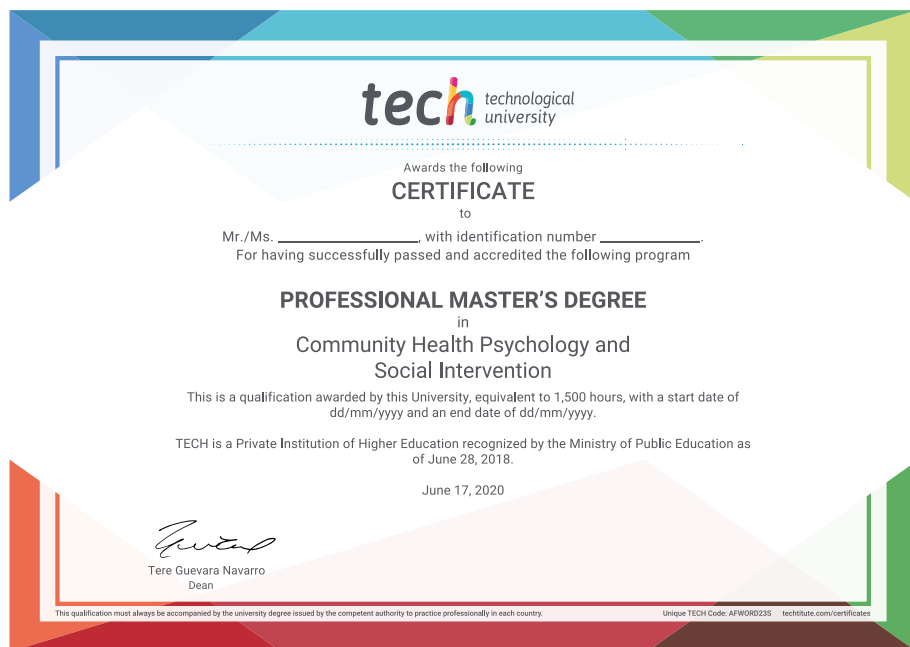 tech technological
university
Awards the following
CERTIFICATE
to
Mr./Ms. ____________________, with identification number ______________.
For having successfully passed and accredited the following program
PROFESSIONAL MASTER'S DEGREE
in
Community Health Psychology and
Social Intervention
This is a qualification awarded by this University, equivalent to 1,500 hours, with a start date of
dd/mm/yyyy and an end date of dd/mm/yyyy.
TECH is a Private Institution of Higher Education recognized by the Ministry of Public Education as
of June 28, 2018.
June 17, 2020
Tere Guevara Navarro
Dean
This qualification must always be accompanied by the university degree issued by the competent authority to practice professionally in each country.
Unique TECH Code: AFWORD23S techtitute.com/certificates